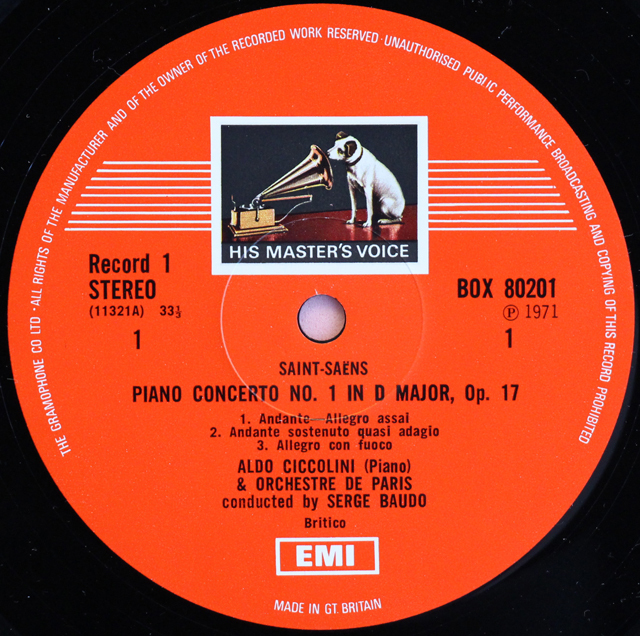 THE GRAMOPHONE CO LTD · ALL RIGHTS OF THE MANUFACTURER AND OF THE OWNER OF THE RECORDED WORK RESERVED · UNAUTHORISED PUBLIC PERFORMANCE BROADCASTING AND COPYING OF THIS RECORD PROHIBITED
HIS MASTER'S VOICE
Record 1
STEREO
(11321A) 33⅓
1
BOX 80201
Ⓟ 1971
1
SAINT-SAËNS
PIANO CONCERTO NO. 1 IN D MAJOR, Op. 17
1. Andante—Allegro assai
2. Andante sostenuto quasi adagio
3. Allegro con fuoco
ALDO CICCOLINI (Piano)
& ORCHESTRE DE PARIS
conducted by SERGE BAUDO
Britico
EMI
MADE IN GT. BRITAIN